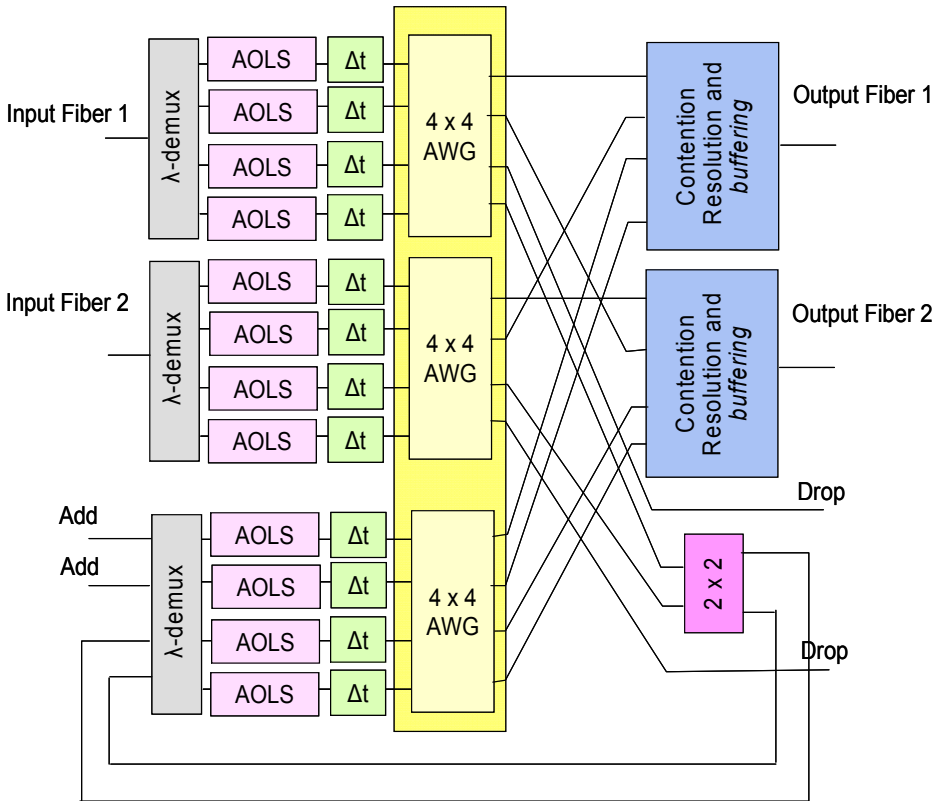 Input Fiber 1
λ-demux
AOLS
Δt
AOLS
Δt
AOLS
Δt
AOLS
Δt
4 x 4
AWG
Contention
Resolution and
buffering
Output Fiber 1
Input Fiber 2
λ-demux
AOLS
Δt
AOLS
Δt
AOLS
Δt
AOLS
Δt
4 x 4
AWG
Contention
Resolution and
buffering
Output Fiber 2
Drop
Add
Add
λ-demux
AOLS
Δt
AOLS
Δt
AOLS
Δt
AOLS
Δt
4 x 4
AWG
2 x 2
Drop